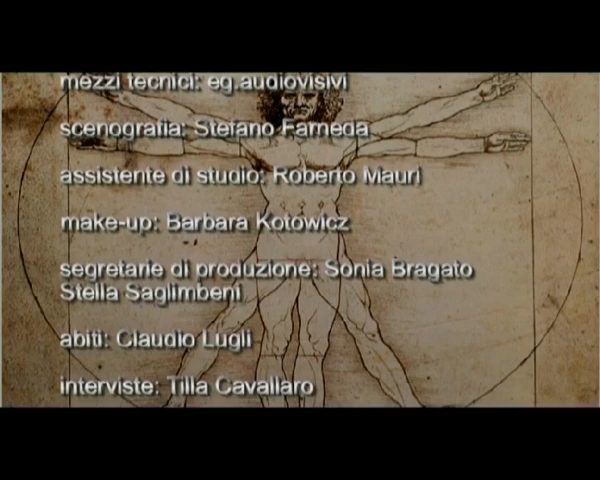 mezzi tecnici: eg.audiovisivi
scenografia: Stefano Farneda
assistente di studio: Roberto Mauri
make-up: Barbara Kotowicz
segretarie di produzione: Sonia Bragato
Stella Saglimbeni
abiti: Claudio Lugli
interviste: Tilla Cavallaro